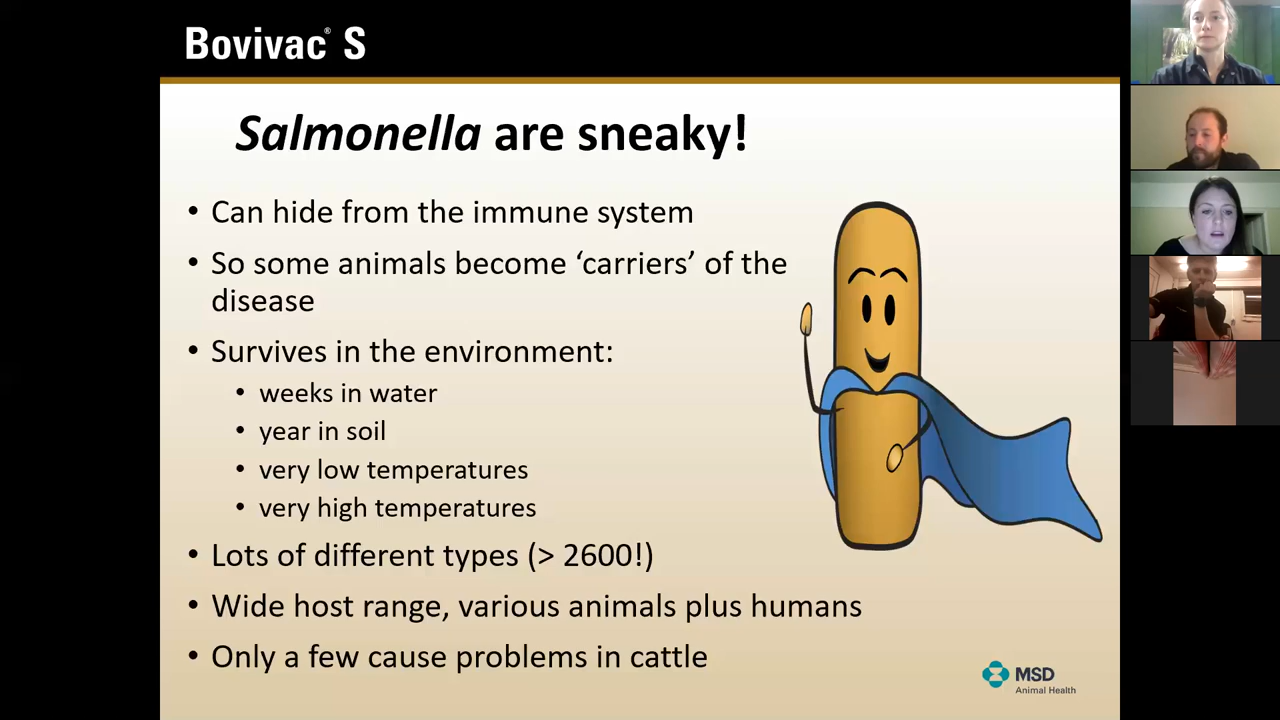 Bovivac® S
Salmonella are sneaky!
• Can hide from the immune system
• So some animals become ‘carriers’ of the
disease
• Survives in the environment:
• weeks in water
• year in soil
• very low temperatures
• very high temperatures
• Lots of different types (> 2600!)
• Wide host range, various animals plus humans
• Only a few cause problems in cattle
MSD
Animal Health